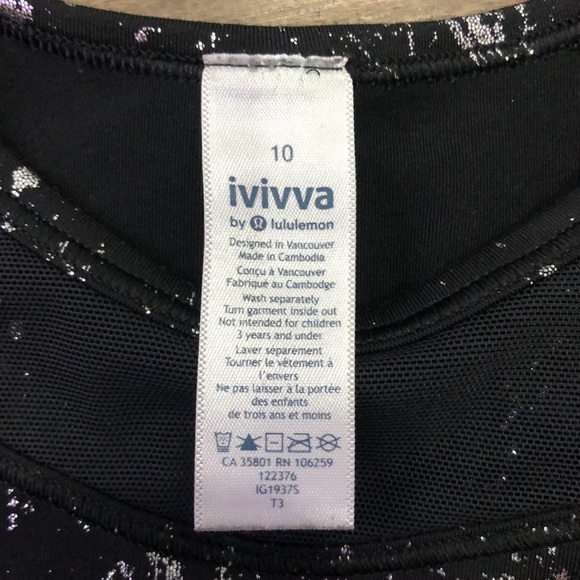 10
ivivva
by lululemon
Designed in Vancouver
Made in Cambodia
Conçu à Vancouver
Fabriqué au Cambodge
Wash separately
Turn garment inside out
Not intended for children
3 years and under
Laver séparement
Tourner le vêtement à
l'envers
Ne pas laisser à la portée
des enfants
de trois ans et moins
CA 35801 RN 106259
122376
IG1937S
T3